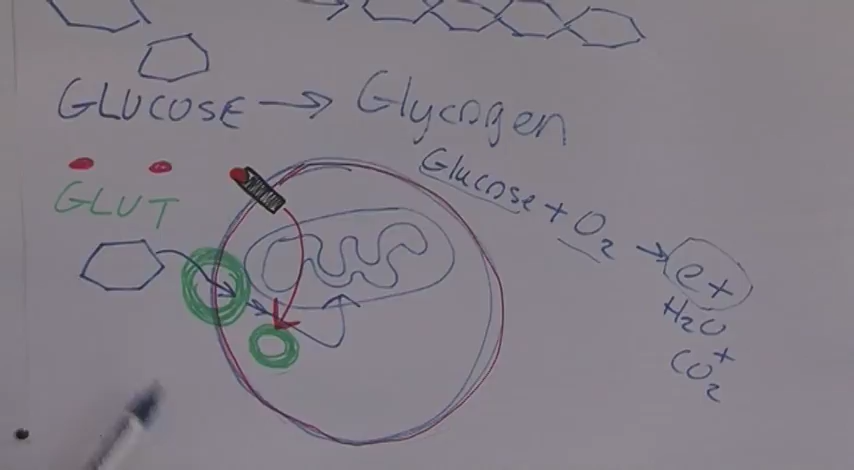 GLUCOSE → Glycogen
GLUT
Glucose + O₂ →
e +
H₂O
+
CO₂